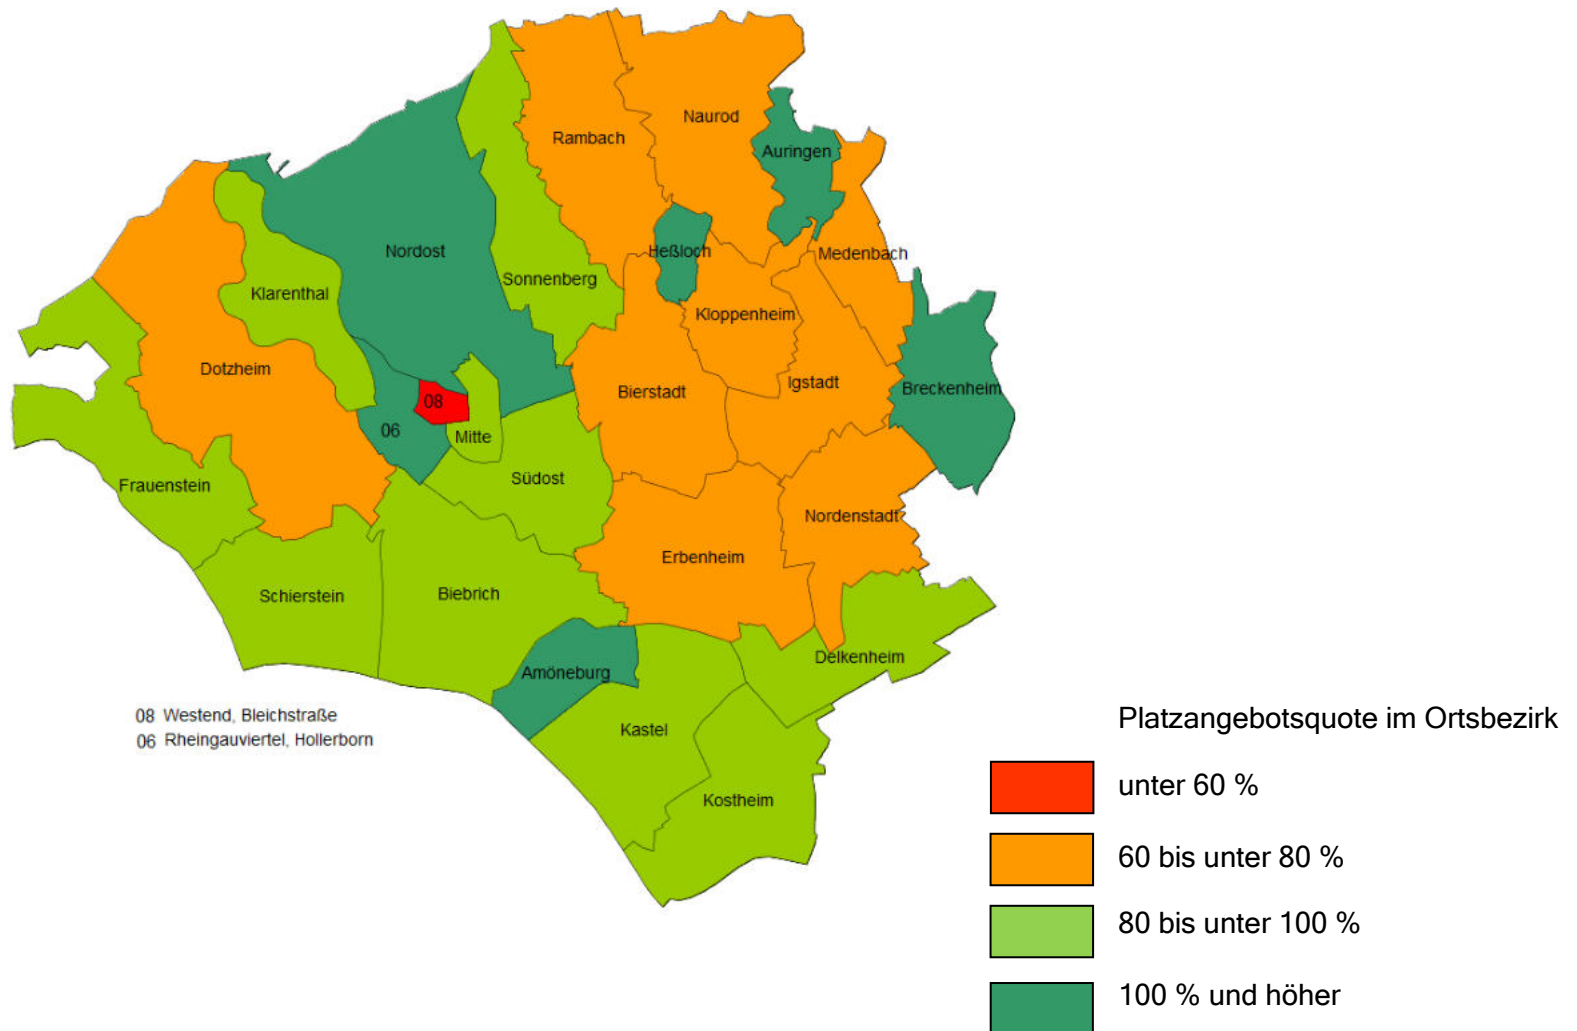 Naurod
Rambach
Auringen
Nordost
Heßloch
Medenbach
Sonnenberg
Klarenthal
Kloppenheim
Dotzheim
Igstadt
Breckenheim
Bierstadt
08
06
Mitte
Südost
Frauenstein
Nordenstadt
Erbenheim
Schierstein
Biebrich
Delkenheim
Amöneburg
Kastel
Kostheim
08 Westend, Bleichstraße
06 Rheingauviertel, Hollerborn
Platzangebotsquote im Ortsbezirk
unter 60 %
60 bis unter 80 %
80 bis unter 100 %
100 % und höher